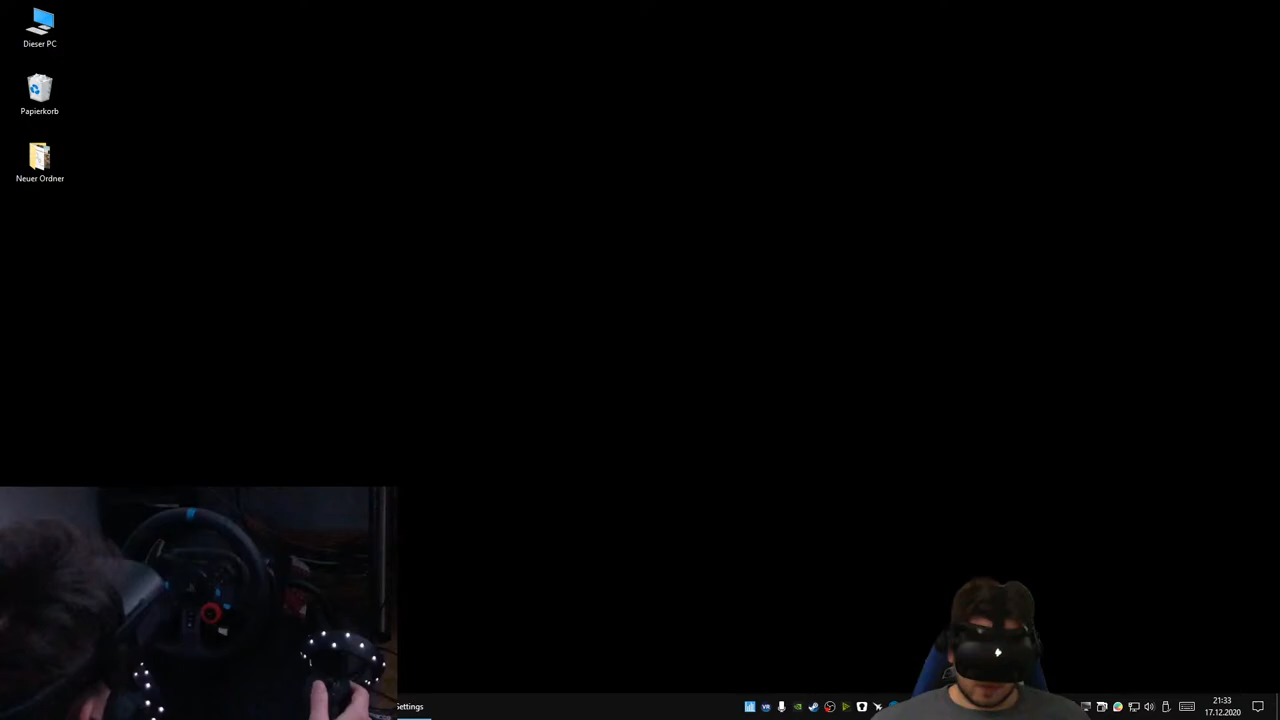 Dieser PC
Papierkorb
Neuer Ordner
Settings
21:33
17.12.2020